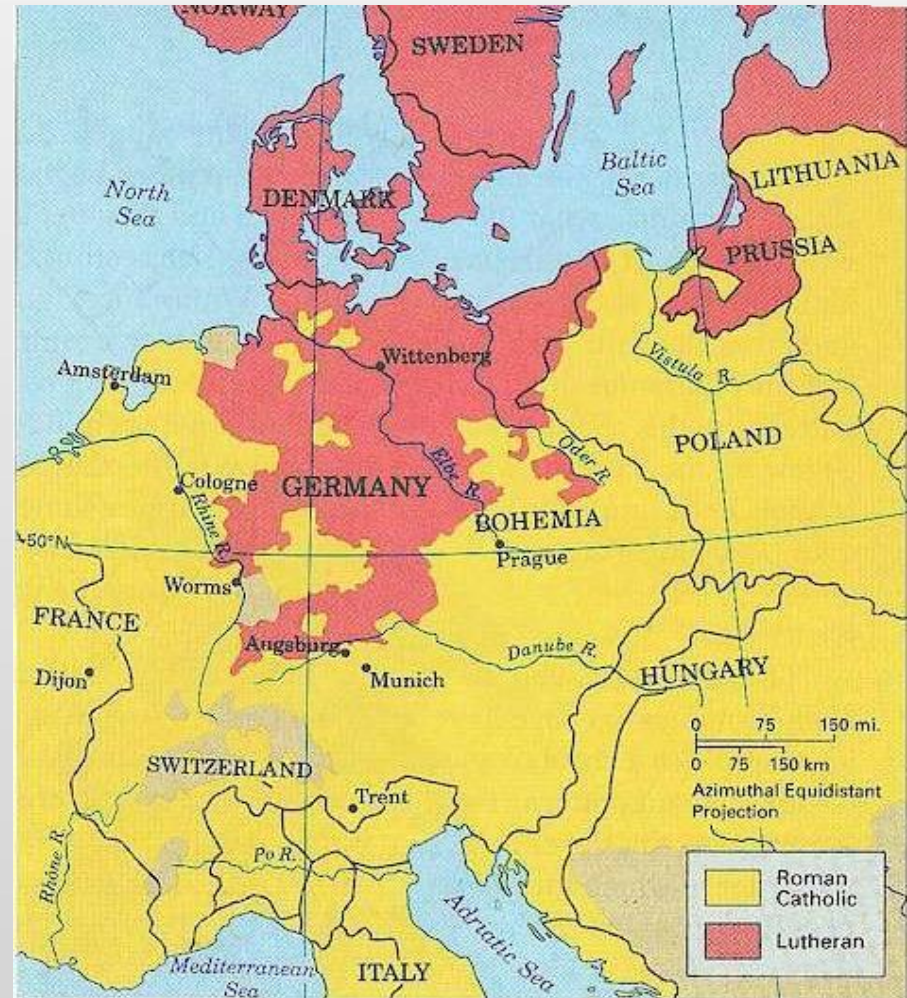 NORWAY
SWEDEN
North
Sea
Baltic
Sea
LITHUANIA
DENMARK
PRUSSIA
Wittenberg
Vistula R.
Amsterdam
POLAND
Oder R.
Elbe R.
Cologne
GERMANY
Rhine R.
BOHEMIA
50°N
Prague
Worms
FRANCE
Augsburg
Danube R.
HUNGARY
Dijon
Munich
0 75 150 mi.
0 75 150 km
Azimuthal Equidistant
Projection
SWITZERLAND
Trent
Rhône R.
Po R.
Adriatic Sea
Mediterranean
Sea
ITALY
Roman
Catholic
Lutheran